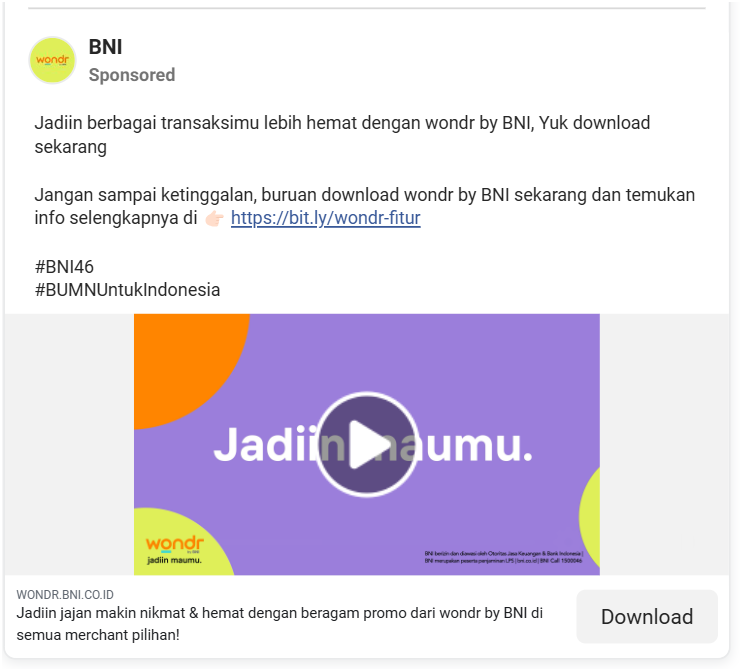 wondr
BNI
Sponsored
Jadiin berbagai transaksimu lebih hemat dengan wondr by BNI, Yuk download
sekarang
Jangan sampai ketinggalan, buruan download wondr by BNI sekarang dan temukan
info selengkapnya di 👉🏻 https://bit.ly/wondr-fitur
#BNI46
#BUMNUntukIndonesia
Jadiin maumu.
wondr
by BNI
jadiin maumu.
BNI berizin dan diawasi oleh Otoritas Jasa Keuangan & Bank Indonesia |
BNI merupakan peserta penjaminan LPS | bni.co.id | BNI Call 1500046
WONDR.BNI.CO.ID
Jadiin jajan makin nikmat & hemat dengan beragam promo dari wondr by BNI di
semua merchant pilihan!
Download